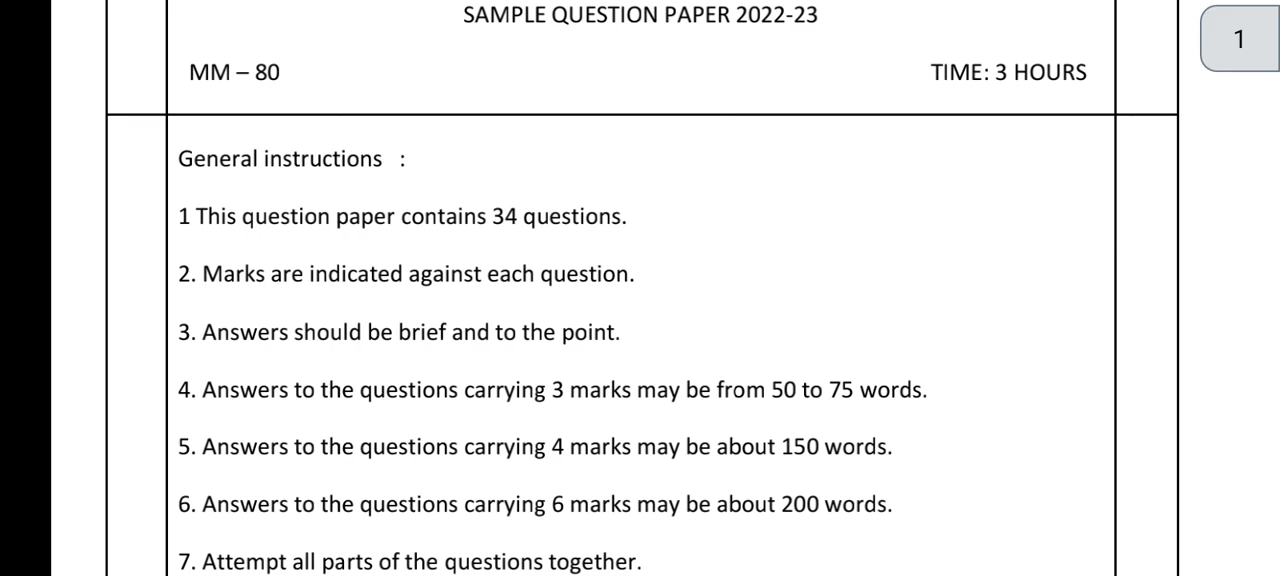 SAMPLE QUESTION PAPER 2022-23
1
MM – 80 TIME: 3 HOURS
General instructions :
1 This question paper contains 34 questions.
2. Marks are indicated against each question.
3. Answers should be brief and to the point.
4. Answers to the questions carrying 3 marks may be from 50 to 75 words.
5. Answers to the questions carrying 4 marks may be about 150 words.
6. Answers to the questions carrying 6 marks may be about 200 words.
7. Attempt all parts of the questions together.